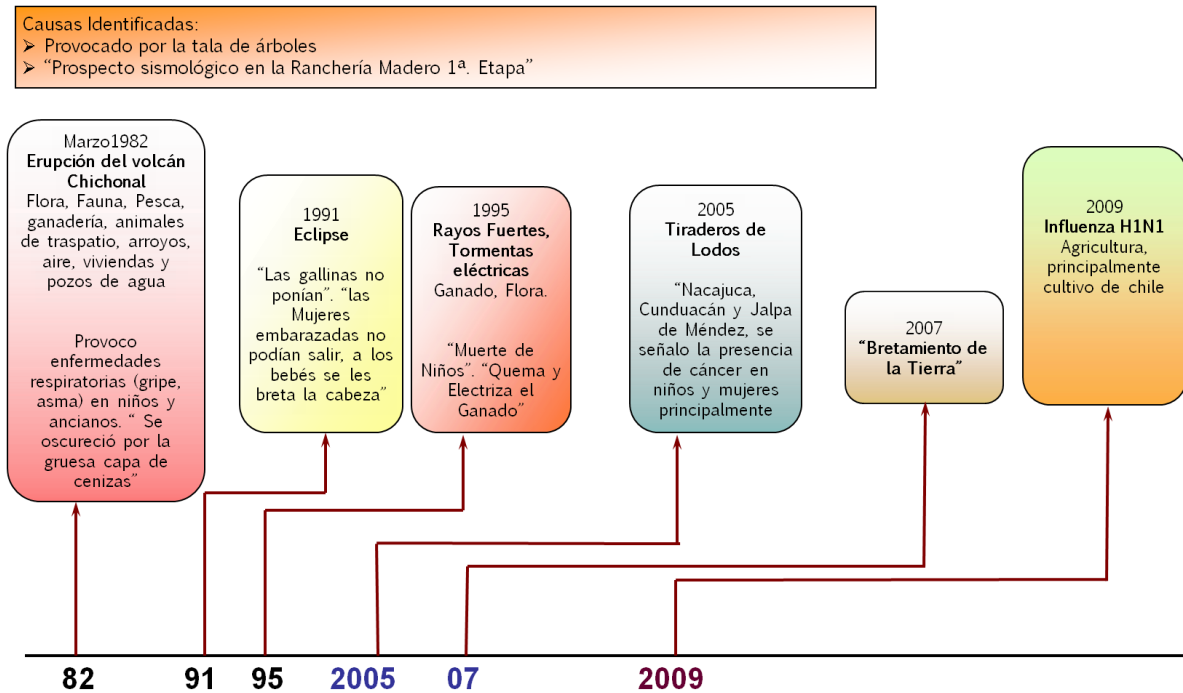 Causas Identificadas:
➢ Provocado por la tala de árboles
➢ “Prospecto sismológico en la Ranchería Madero 1ª. Etapa”
Marzo1982
Erupción del volcán
Chichonal
Flora, Fauna, Pesca,
ganadería, animales
de traspatio, arroyos,
aire, viviendas y
pozos de agua
Provoco
enfermedades
respiratorias (gripe,
asma) en niños y
ancianos. “ Se
oscureció por la
gruesa capa de
cenizas”
1991
Eclipse
“Las gallinas no
ponían”. “las
Mujeres
embarazadas no
podían salir, a los
bebés se les
breta la cabeza”
1995
Rayos Fuertes,
Tormentas
eléctricas
Ganado, Flora.
“Muerte de
Niños”. “Quema y
Electriza el
Ganado”
2005
Tiraderos de
Lodos
“Nacajuca,
Cunduacán y Jalpa
de Méndez, se
señalo la presencia
de cáncer en
niños y mujeres
principalmente
2007
“Bretamiento de
la Tierra”
2009
Influenza H1N1
Agricultura,
principalmente
cultivo de chile
82 91 95 2005 07 2009